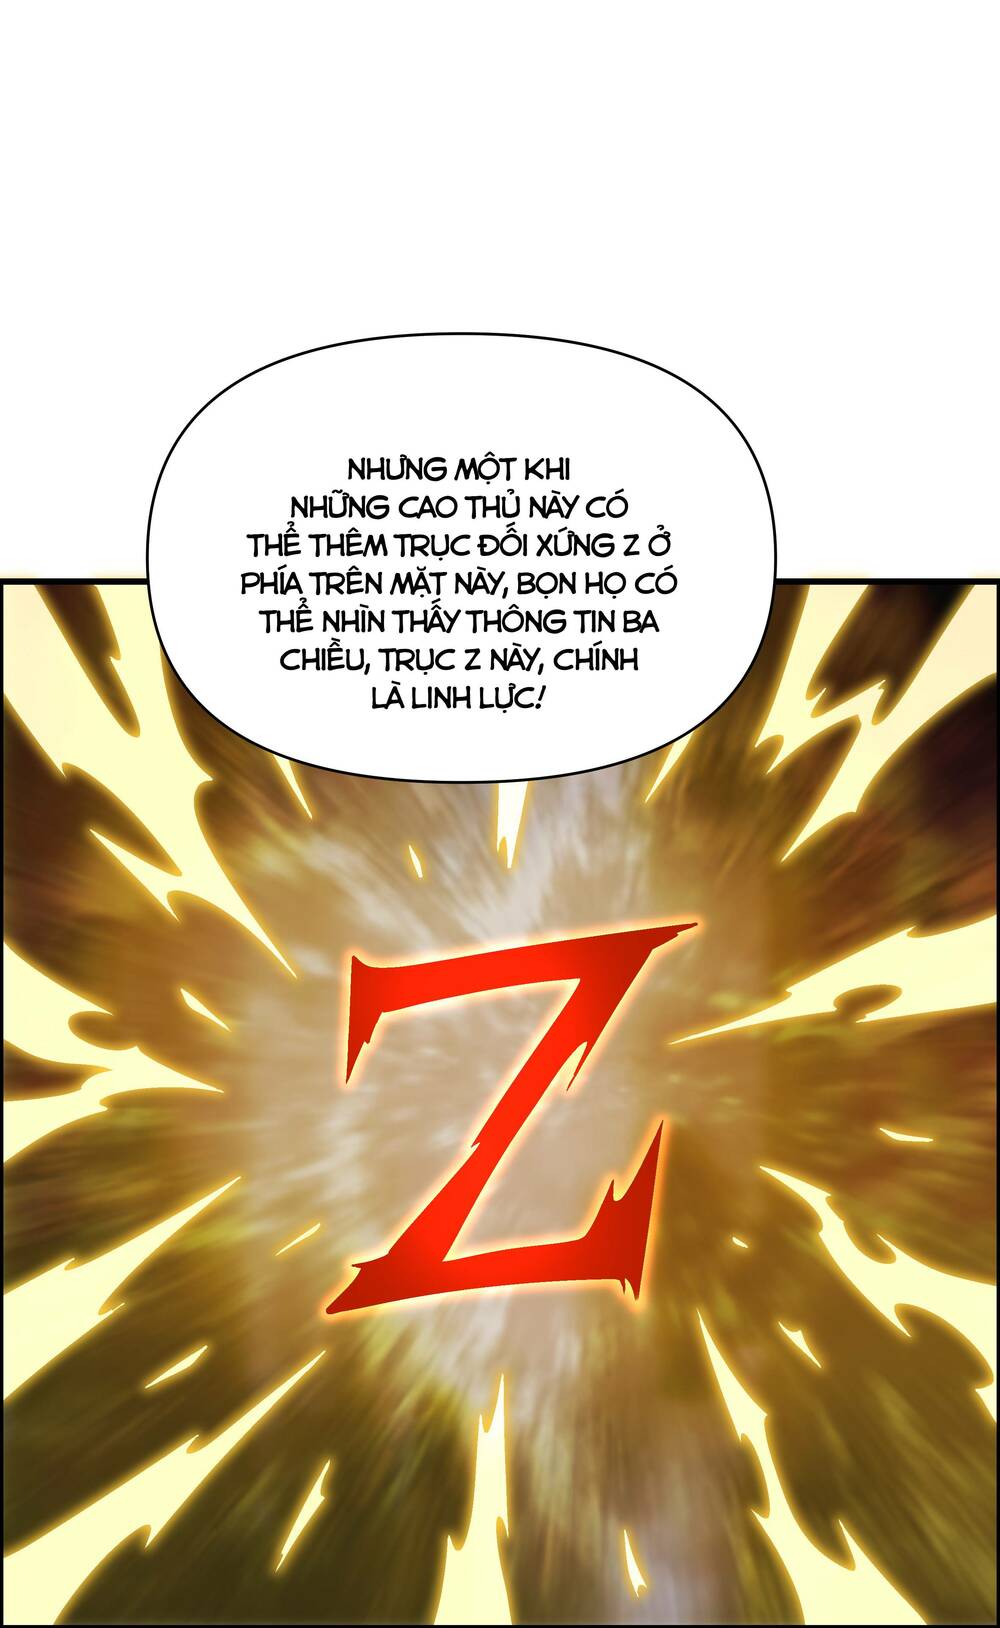 NHƯNG MỘT KHI
NHỮNG CAO THỦ NÀY CÓ
THỂ THÊM TRỤC ĐỐI XỨNG Z Ở
PHÍA TRÊN MẶT NÀY, BỌN HỌ CÓ
THỂ NHÌN THẤY THÔNG TIN BA
CHIỀU, TRỤC Z NÀY, CHÍNH
LÀ LINH LỰC!
Z